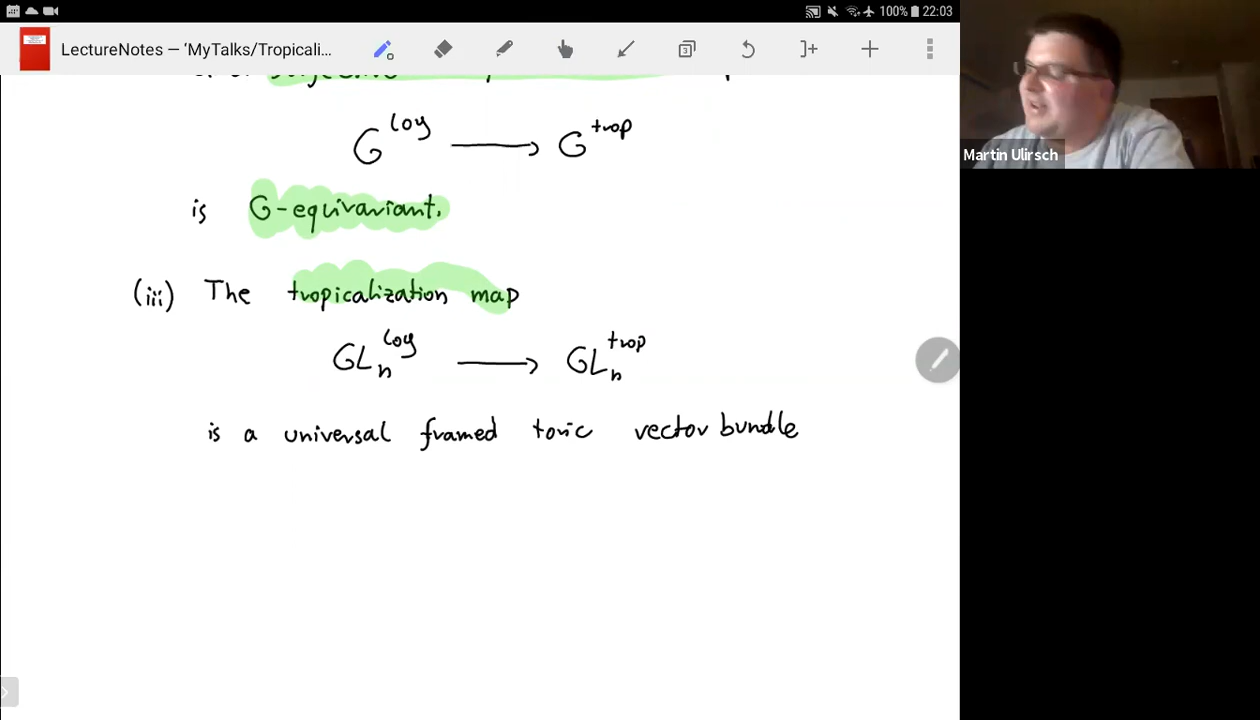 100% 22:03
LectureNotes — ‘MyTalks/Tropicali...
Martin Ulirsch
G^log ⟶ G^trop
is G-equivariant.
(iii) The tropicalization map
GL_n^log ⟶ GL_n^trop
is a universal framed toric vector bundle